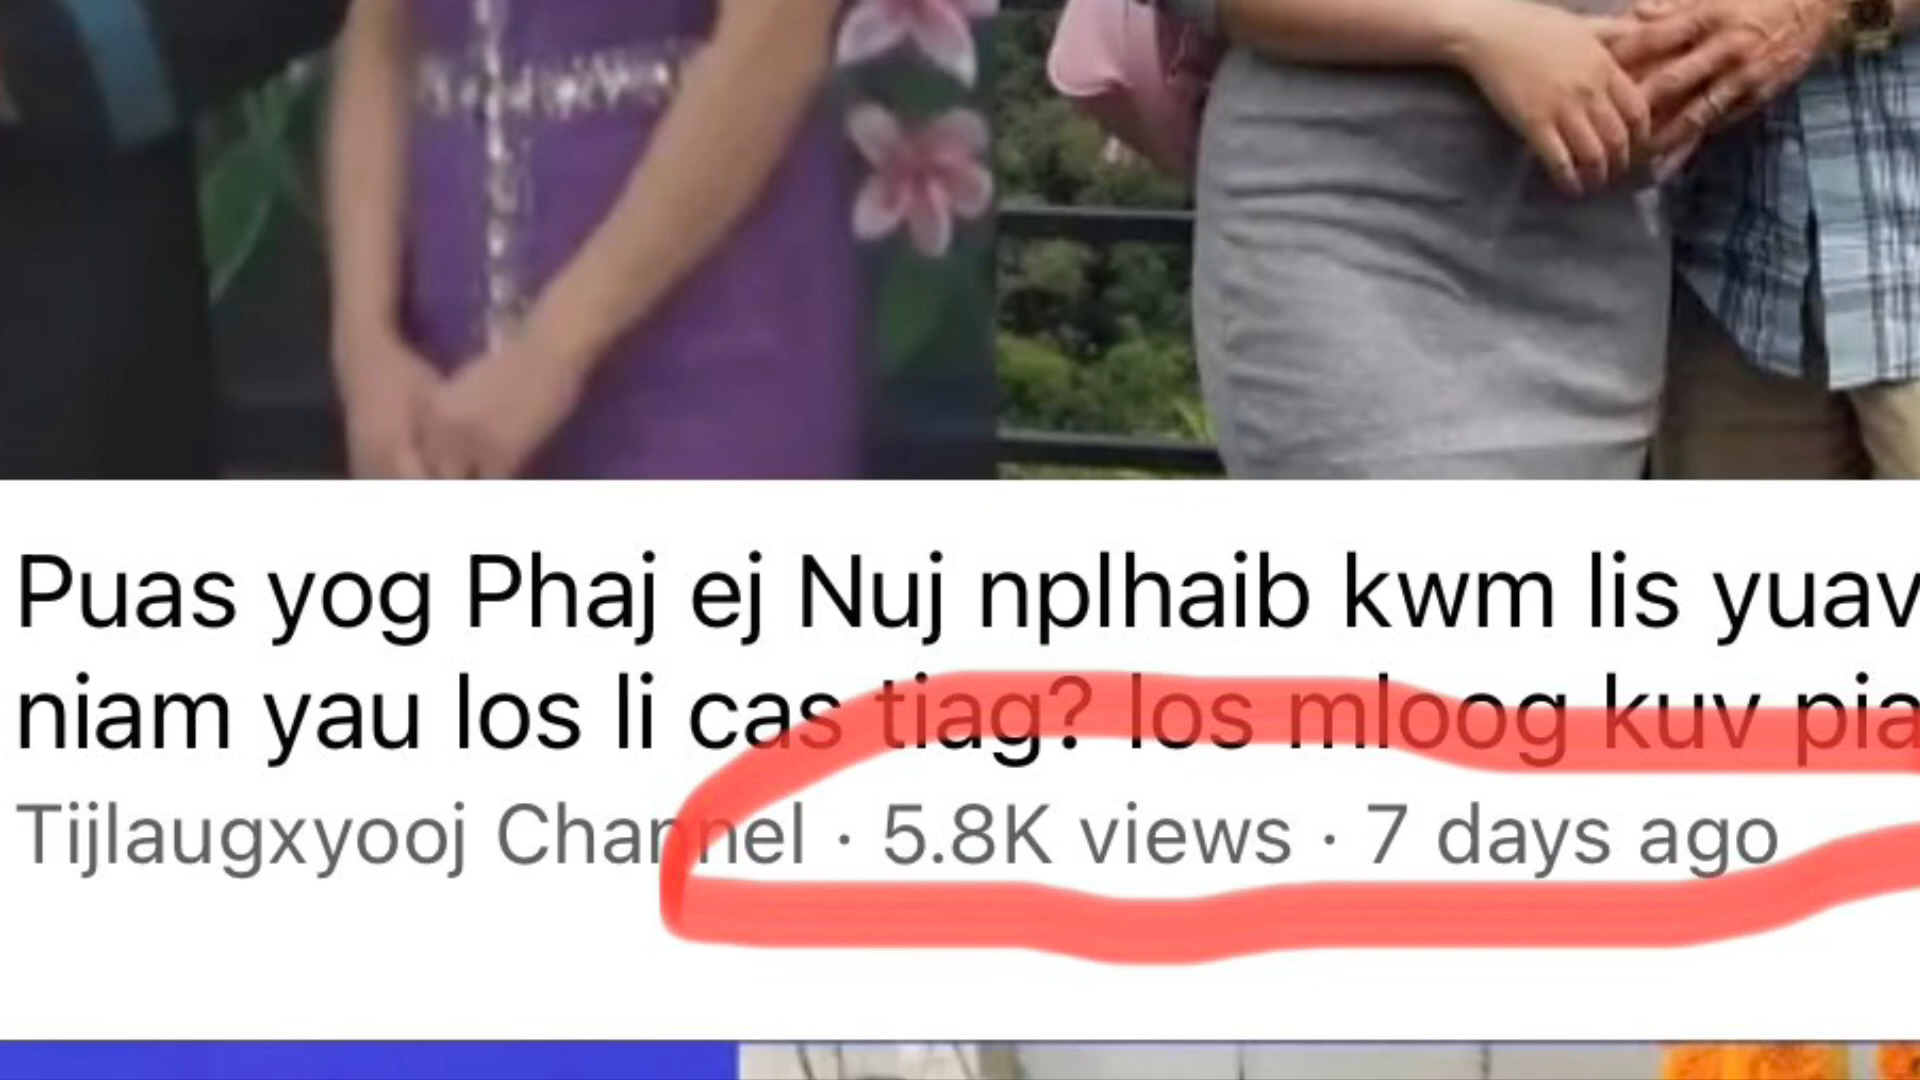 Puas yog Phaj ej Nuj nplhaib kwm lis yuav
niam yau los li cas tiag? los mloog kuv pia
Tijlaugxyooj Channel · 5.8K views · 7 days ago